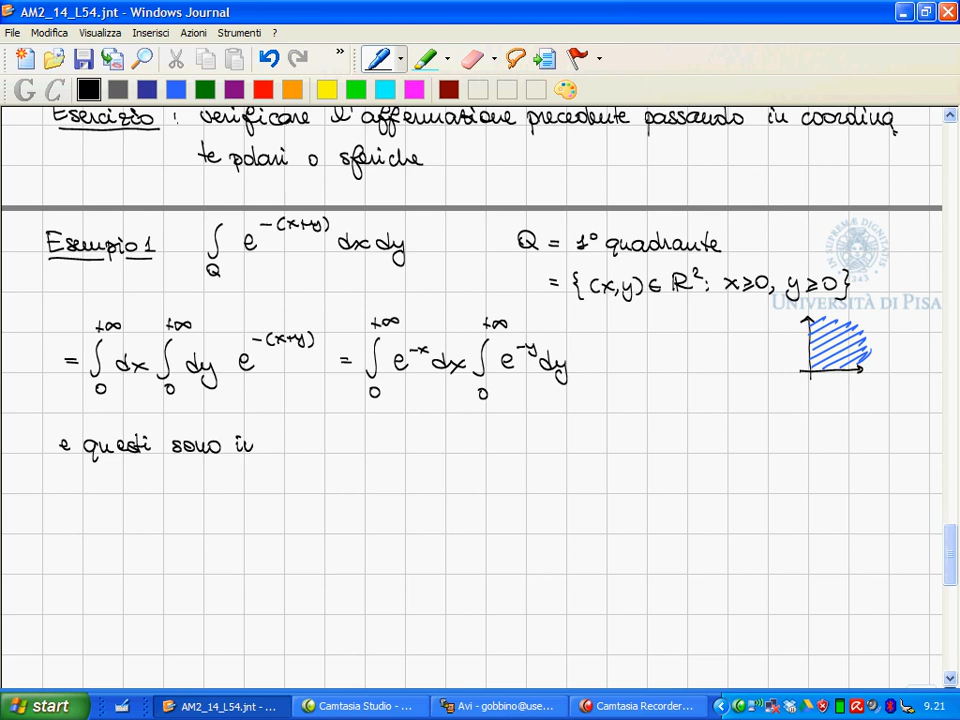 AM2_14_L54.jnt - Windows Journal
File Modifica Visualizza Inserisci Azioni Strumenti ?
»
G C
Esercizio : verificare l'affermazione precedente passando in coordina
te polari o sferiche
Esempio 1 ∫_Q e^{-(x+y)} dx dy Q = 1° quadrante
= {(x,y) ∈ ℝ²: x≥0, y≥0}
UNIVERSITÀ DI PISA
= ∫_0^{+∞} dx ∫_0^{+∞} dy e^{-(x+y)} = ∫_0^{+∞} e^{-x} dx ∫_0^{+∞} e^{-y} dy
e questi sono in
start AM2_14_L54.jnt - ... Camtasia Studio - ... Avi - gobbino@use... Camtasia Recorder... 9.21